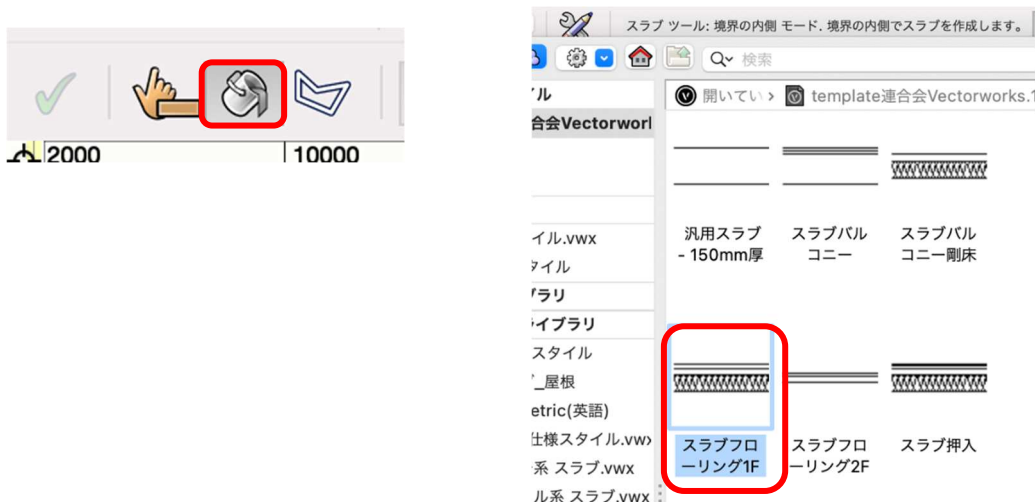 2000
10000
スラブ ツール: 境界の内側 モード. 境界の内側でスラブを作成します。
検索
イル
合会Vectorworl
開いてい › template連合会Vectorworks.1
汎用スラブ
- 150mm厚
スラブバル
コニー
スラブバル
コニー剛床
イル.vwx
タイル
ブラリ
ライブラリ
スタイル
_屋根
etric(英語)
仕様スタイル.vwx
系 スラブ.vwx
ル系 スラブ.vwx
スラブフロ
ーリング1F
スラブフロ
ーリング2F
スラブ押入